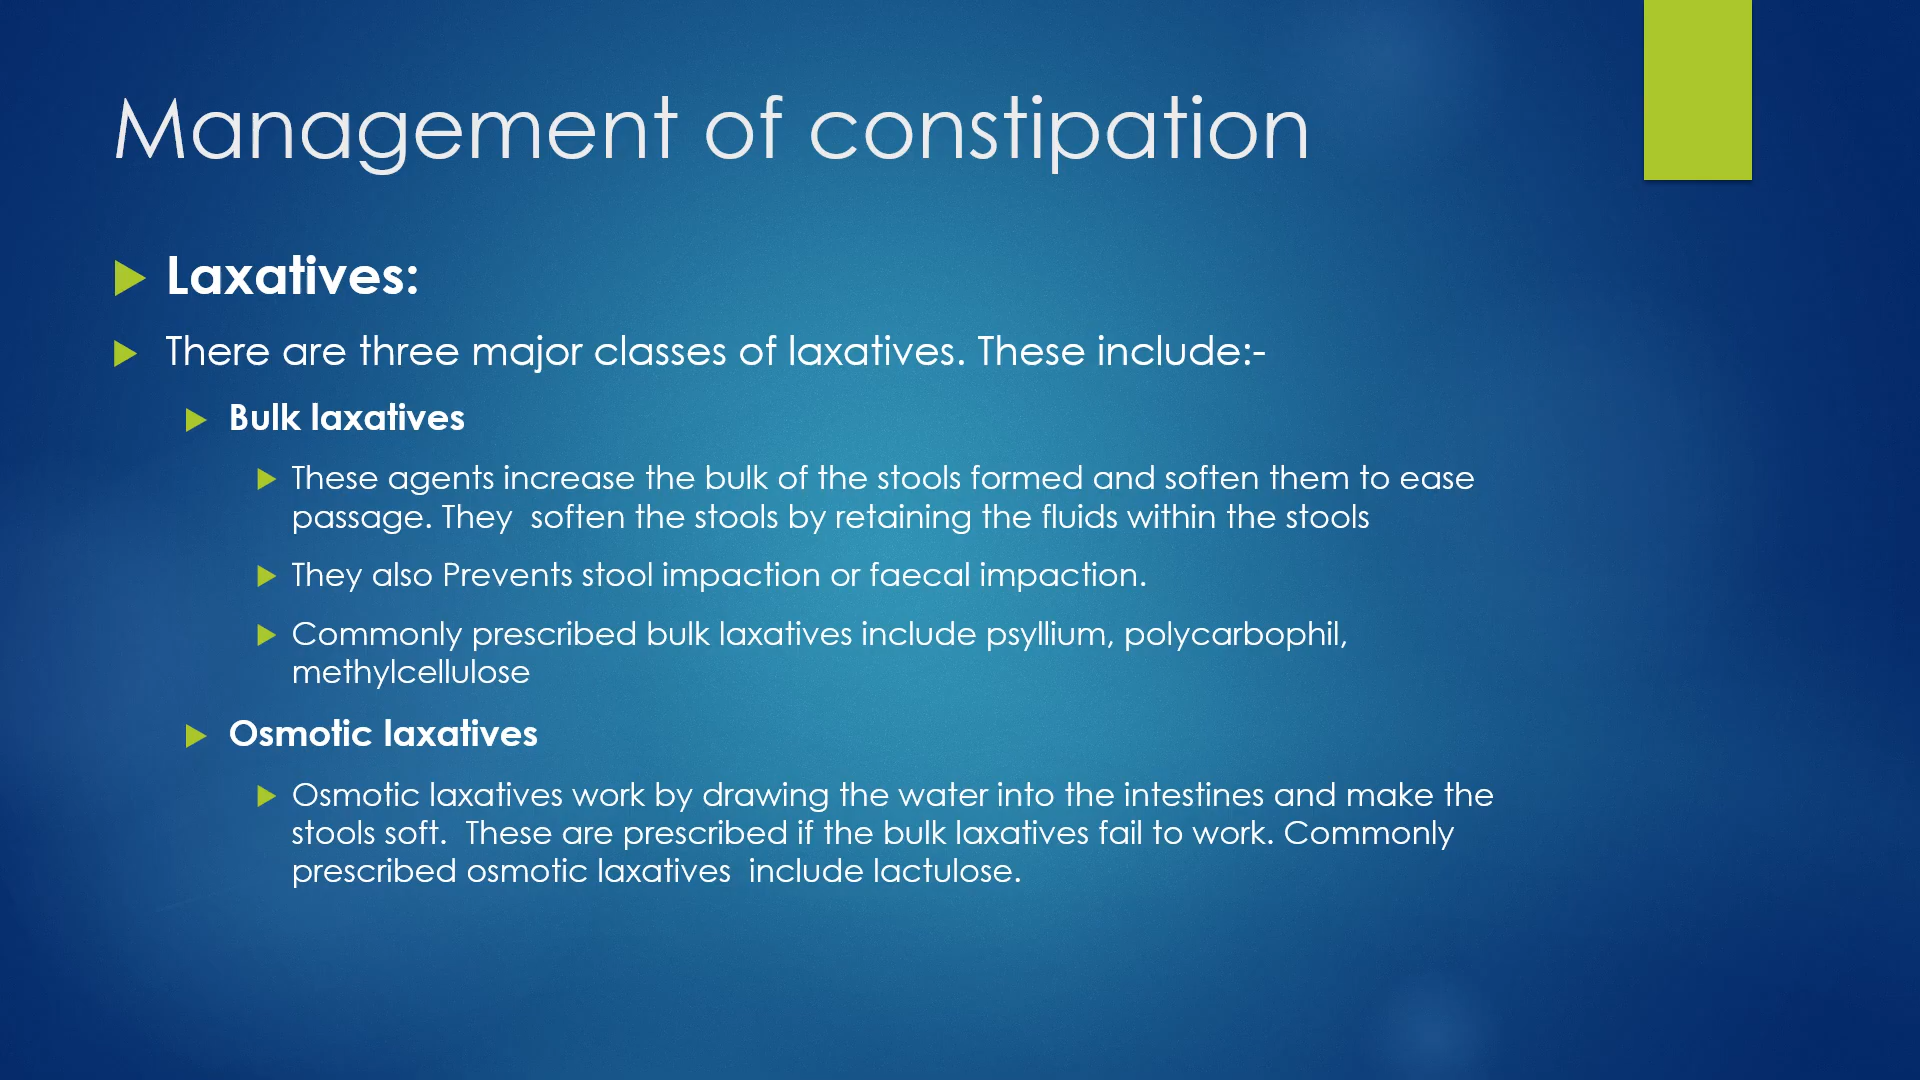 Management of constipation
Laxatives:
There are three major classes of laxatives. These include:-
Bulk laxatives
These agents increase the bulk of the stools formed and soften them to ease
passage. They  soften the stools by retaining the fluids within the stools
They also Prevents stool impaction or faecal impaction.
Commonly prescribed bulk laxatives include psyllium, polycarbophil,
methylcellulose
Osmotic laxatives
Osmotic laxatives work by drawing the water into the intestines and make the
stools soft.  These are prescribed if the bulk laxatives fail to work. Commonly
prescribed osmotic laxatives  include lactulose.